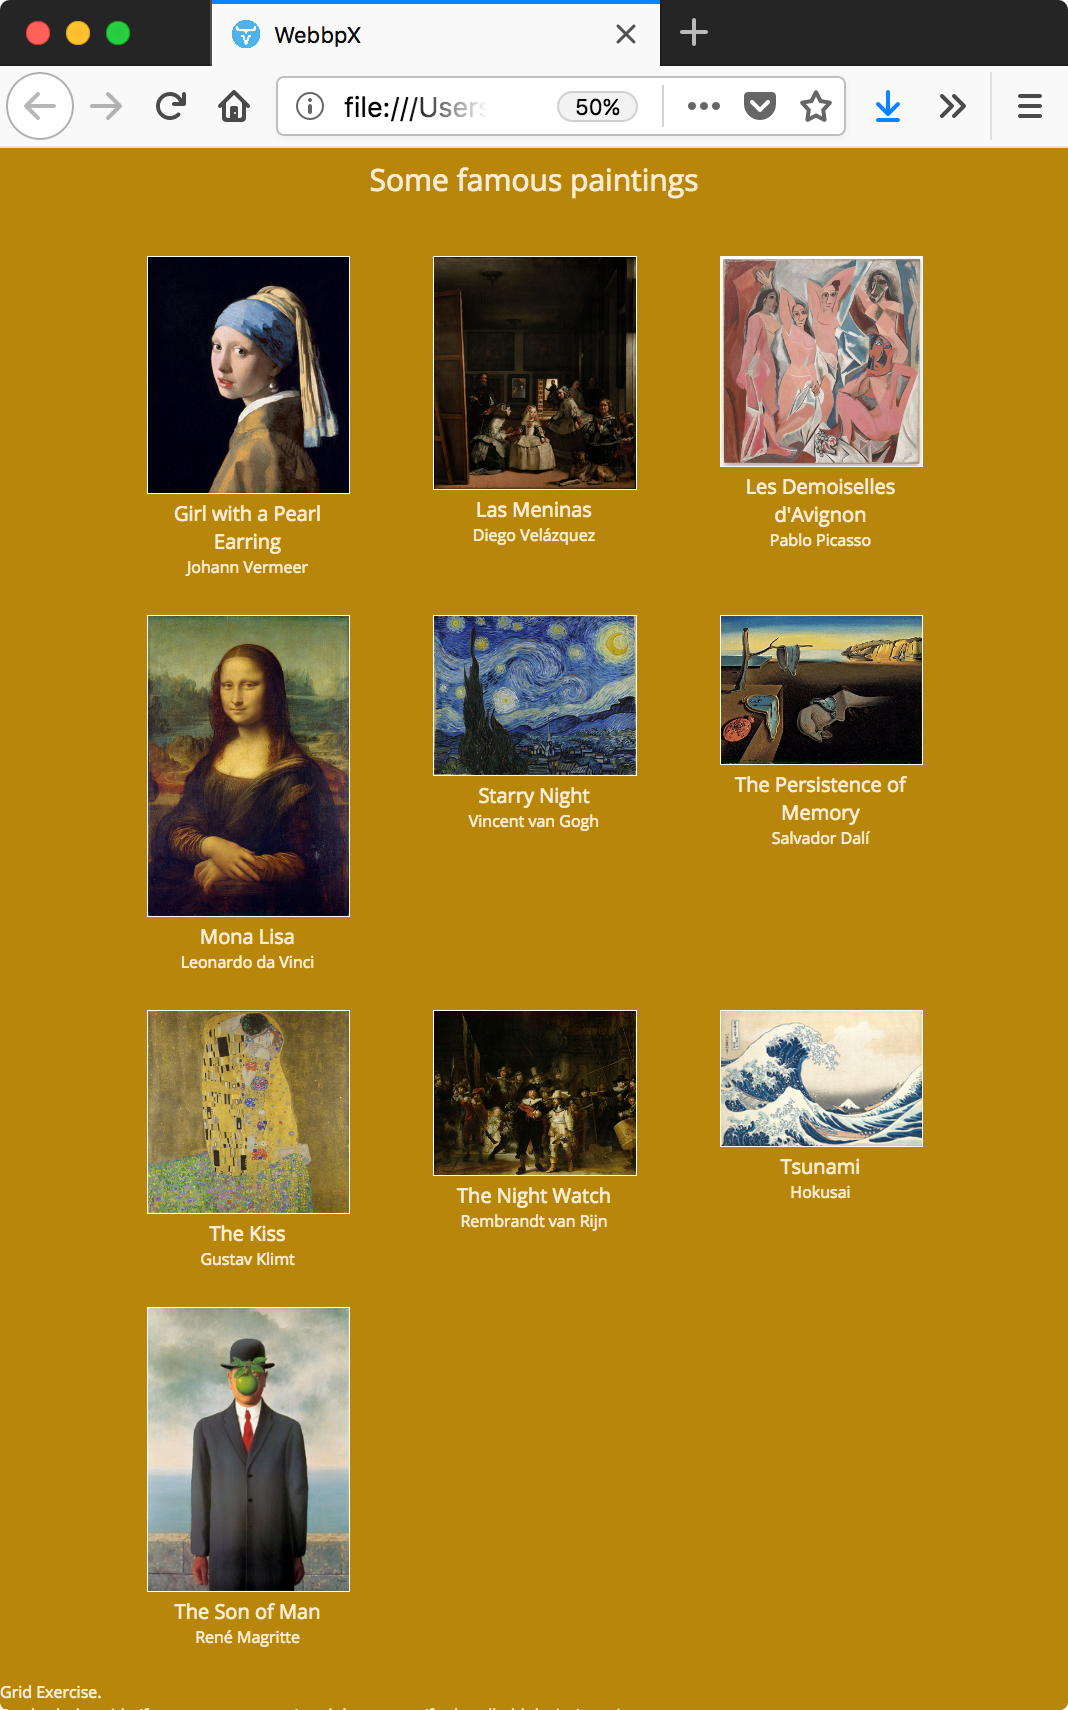 WebbpX
file:///Users
50%
Some famous paintings
Girl with a Pearl
Earring
Johann Vermeer
Las Meninas
Diego Velázquez
Les Demoiselles
d'Avignon
Pablo Picasso
Mona Lisa
Leonardo da Vinci
Starry Night
Vincent van Gogh
The Persistence of
Memory
Salvador Dalí
The Kiss
Gustav Klimt
The Night Watch
Rembrandt van Rijn
Tsunami
Hokusai
The Son of Man
René Magritte
Grid Exercise.